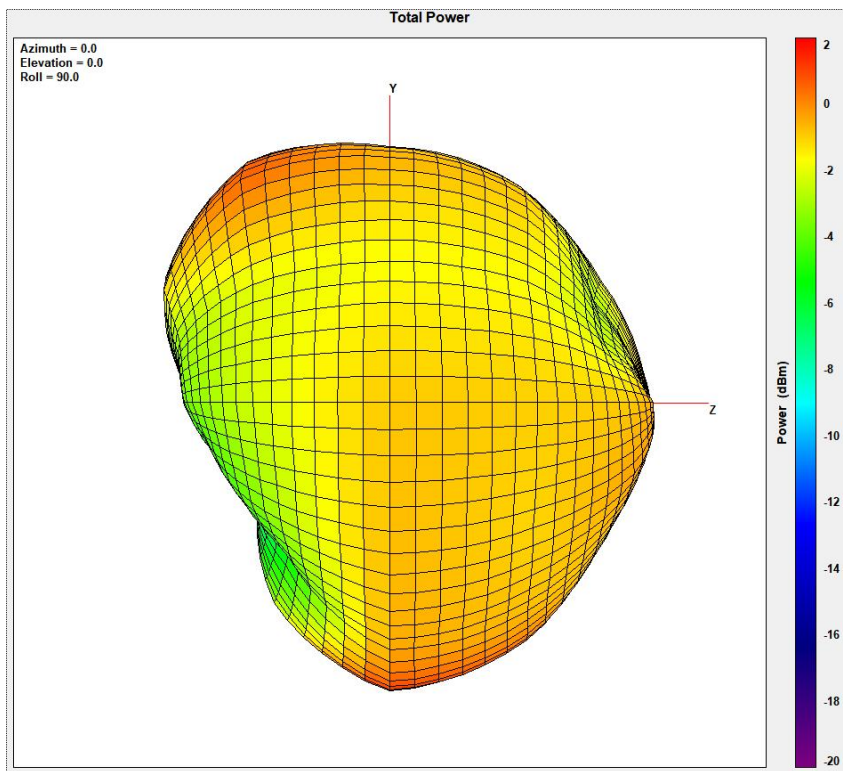 Total Power
Azimuth = 0.0
Elevation = 0.0
Roll = 90.0
Y
Z
Power (dBm)
2
0
-2
-4
-6
-8
-10
-12
-14
-16
-18
-20